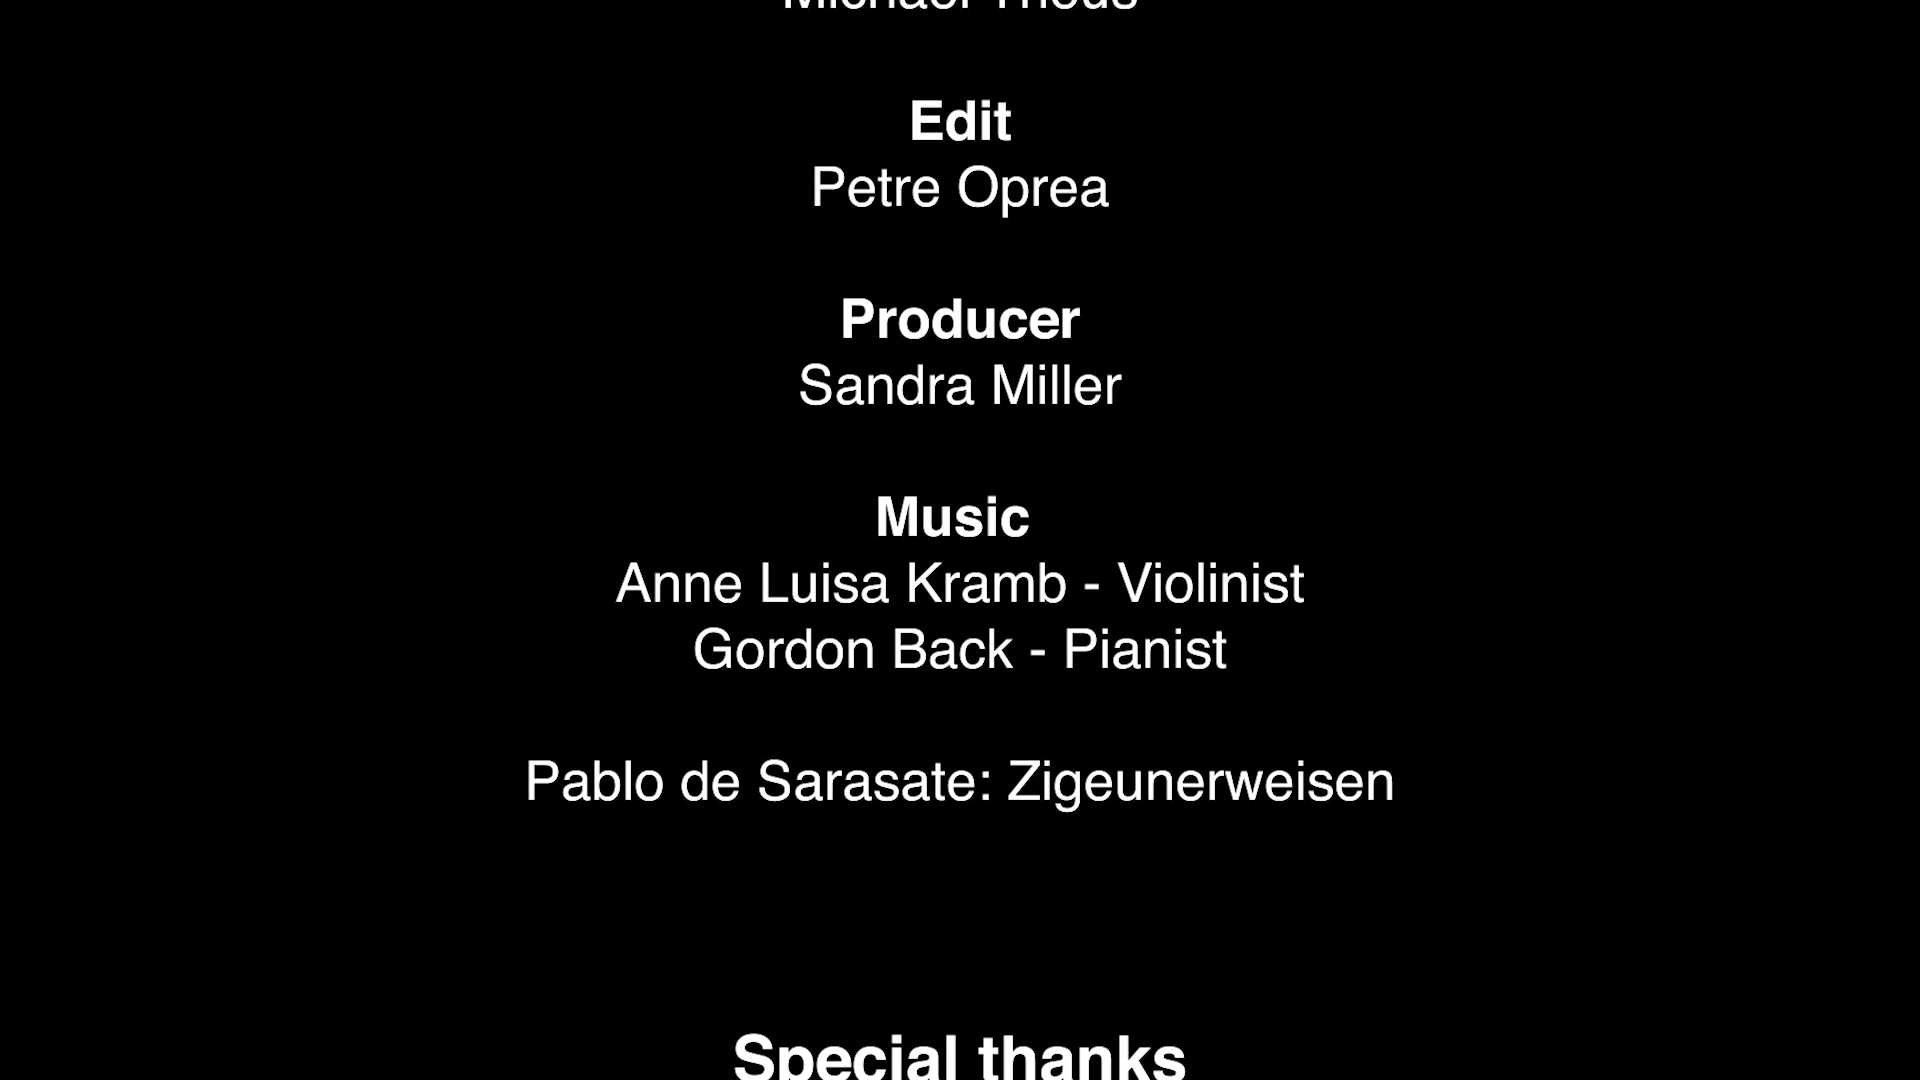 Edit
Petre Oprea
Producer
Sandra Miller
Music
Anne Luisa Kramb - Violinist
Gordon Back - Pianist
Pablo de Sarasate: Zigeunerweisen
Special thanks